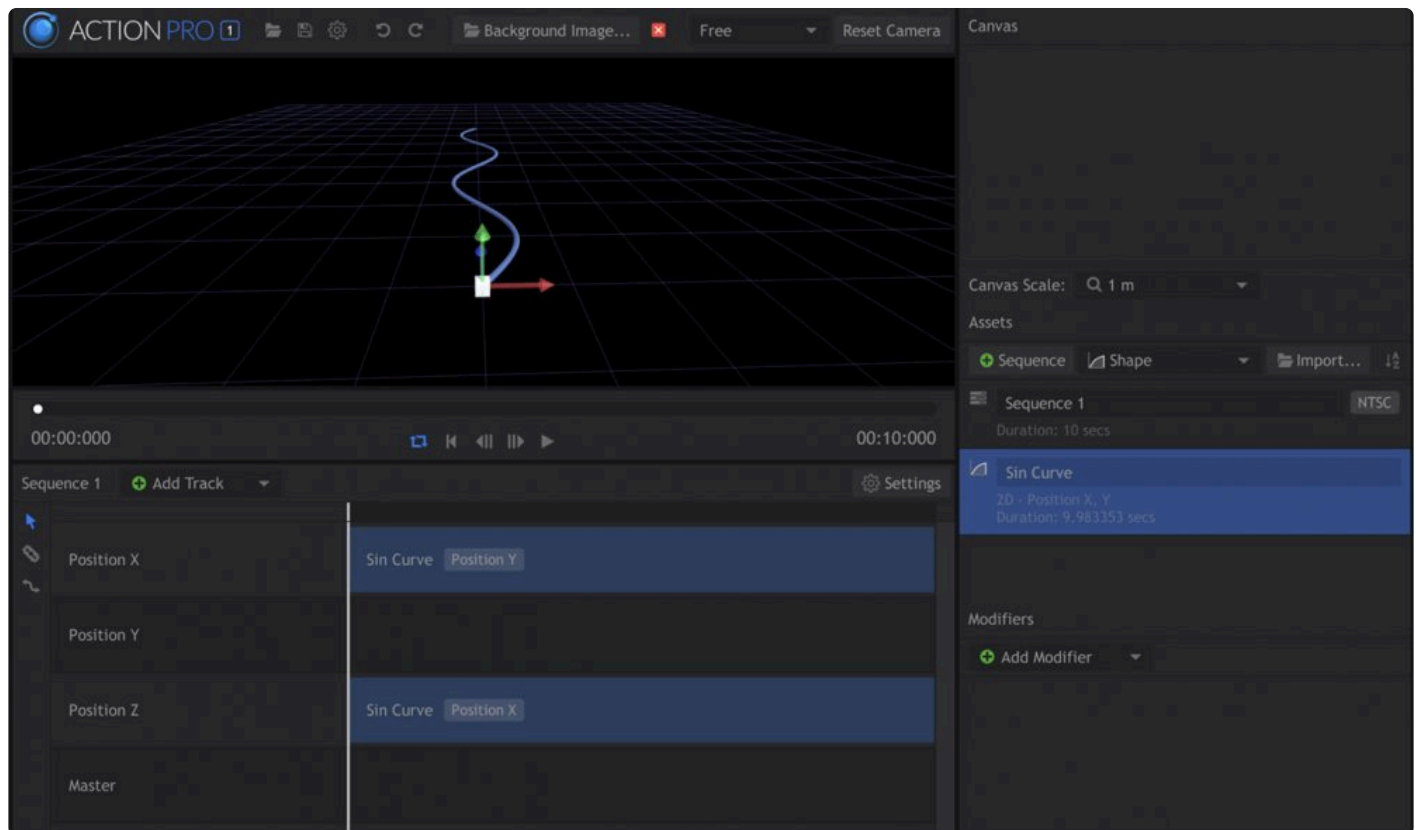 ACTION PRO 1 Background Image... Free Reset Camera
Canvas
Canvas Scale: 1 m
Assets
Sequence Shape Import...
Sequence 1 NTSC
Duration: 10 secs
Sin Curve
2D - Position X, Y
Duration: 9.983353 secs
Modifiers
Add Modifier
00:00:000 00:10:000
Sequence 1 Add Track Settings
Position X Sin Curve Position Y
Position Y
Position Z Sin Curve Position X
Master